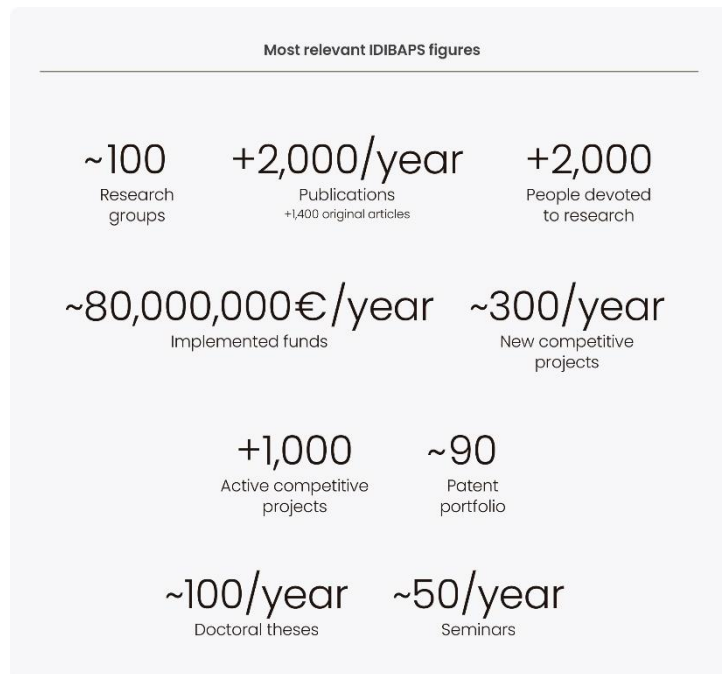 Most relevant IDIBAPS figures
~100
Research
groups
+2,000/year
Publications
+1,400 original articles
+2,000
People devoted
to research
~80,000,000€/year
Implemented funds
~300/year
New competitive
projects
+1,000
Active competitive
projects
~90
Patent
portfolio
~100/year
Doctoral theses
~50/year
Seminars